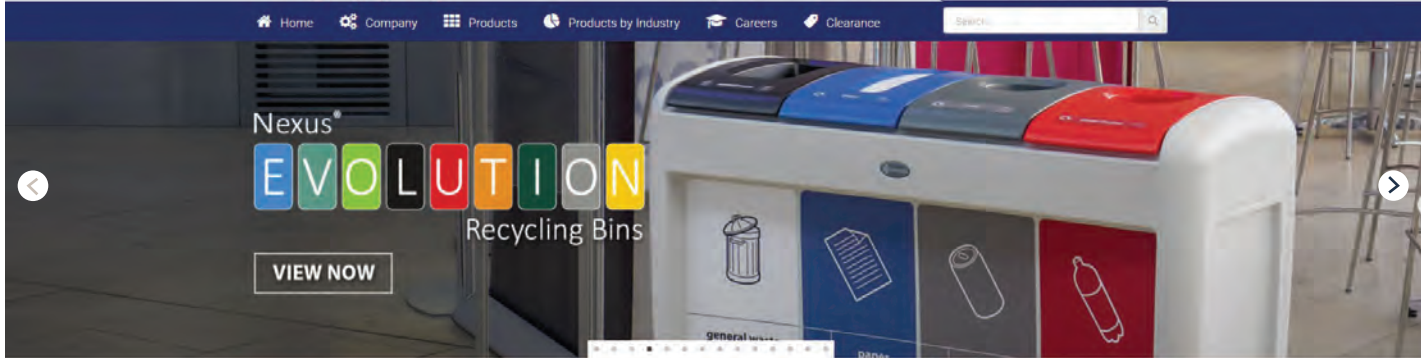 Home Company Products Products by Industry Careers Clearance Search...
Nexus®
EVOLUTION
Recycling Bins
VIEW NOW
general waste
paper